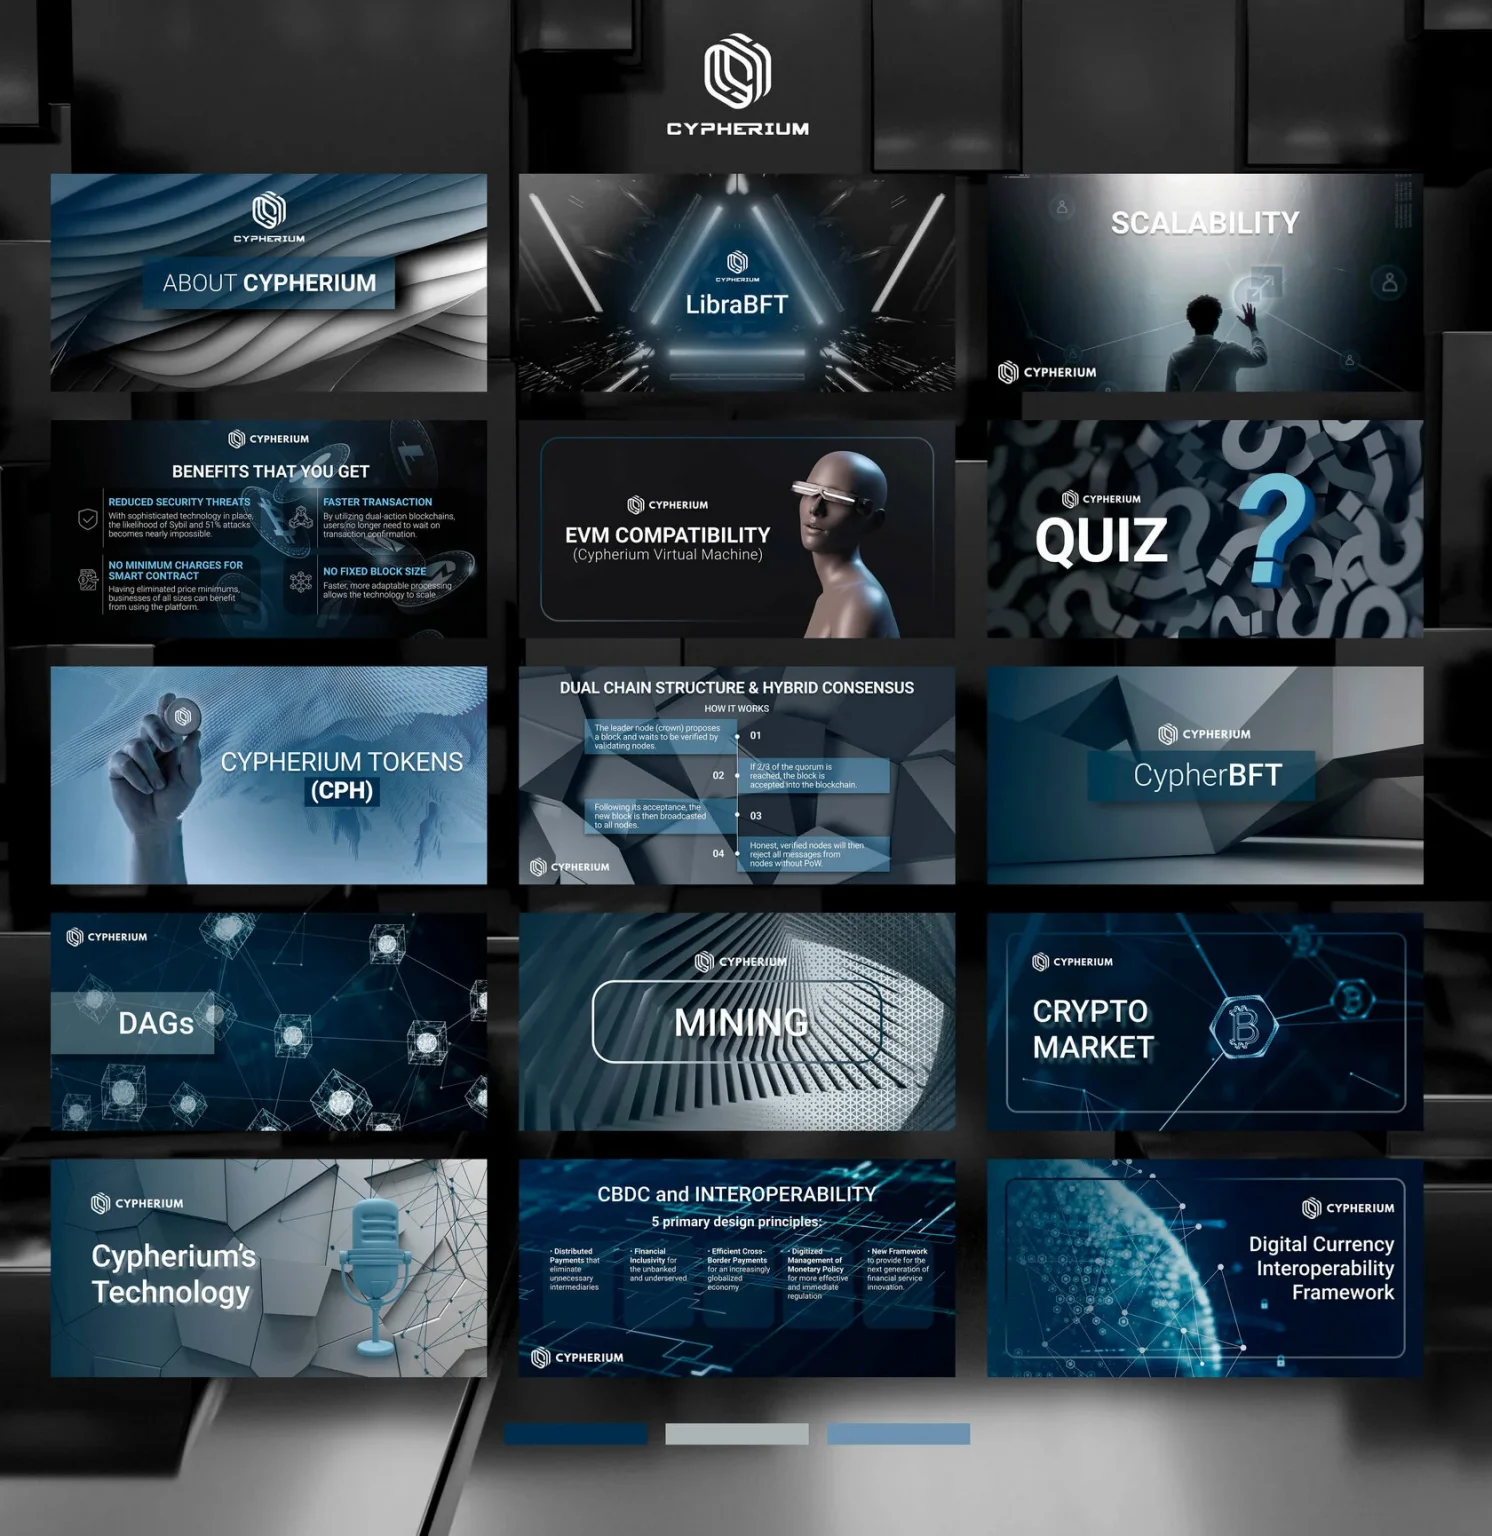 CYPHERIUM
CYPHERIUM
ABOUT CYPHERIUM
CYPHERIUM
LibraBFT
SCALABILITY
CYPHERIUM
CYPHERIUM
BENEFITS THAT YOU GET
REDUCED SECURITY THREATS
With sophisticated technology in place,
the likelihood of Sybil and 51% attacks
becomes nearly impossible.
FASTER TRANSACTION
By utilizing dual-action blockchains,
users no longer need to wait on
transaction confirmation.
NO MINIMUM CHARGES FOR
SMART CONTRACT
Having eliminated price minimums,
businesses of all sizes can benefit
from using the platform.
NO FIXED BLOCK SIZE
Faster, more adaptable processing
allows the technology to scale.
CYPHERIUM
EVM COMPATIBILITY
(Cypherium Virtual Machine)
CYPHERIUM
QUIZ
?
CYPHERIUM TOKENS
(CPH)
DUAL CHAIN STRUCTURE & HYBRID CONSENSUS
HOW IT WORKS
The leader node (crown) proposes
a block and waits to be verified by
validating nodes.
01
02
If 2/3 of the quorum is
reached, the block is
accepted into the blockchain.
Following its acceptance, the
new block is then broadcasted
to all nodes.
03
04
Honest, verified nodes will then
reject all messages from
nodes without PoW.
CYPHERIUM
CYPHERIUM
CypherBFT
CYPHERIUM
DAGs
CYPHERIUM
MINING
CYPHERIUM
CRYPTO
MARKET
CYPHERIUM
Cypherium's
Technology
CBDC and INTEROPERABILITY
5 primary design principles:
• Distributed
Payments that
eliminate
unnecessary
intermediaries
• Financial
Inclusivity for
the unbanked
and underserved
• Efficient Cross-
Border Payments
for an increasingly
globalized
economy
• Digitized
Management of
Monetary Policy
for more effective
and immediate
regulation
• New Framework
to provide for the
next generation of
financial service
innovation.
CYPHERIUM
CYPHERIUM
Digital Currency
Interoperability
Framework